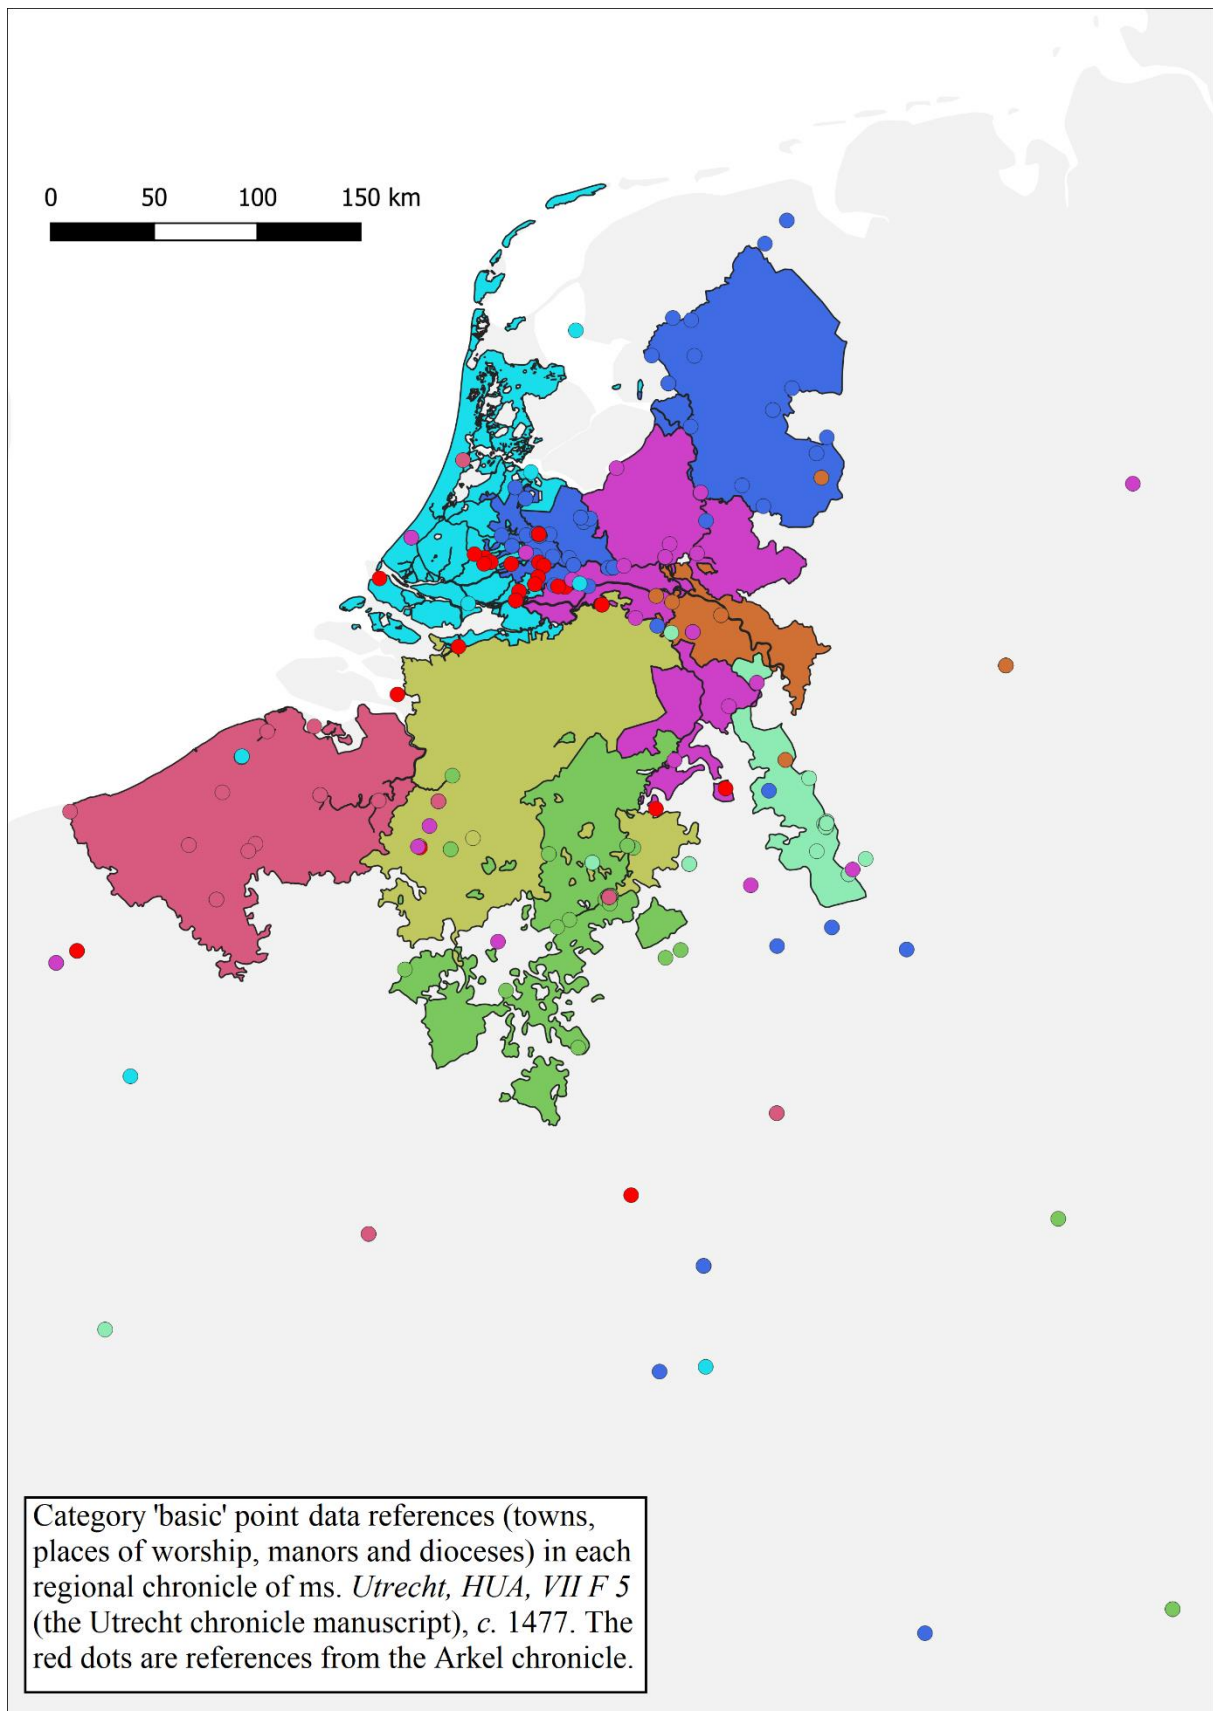 0 50 100 150 km
Category 'basic' point data references (towns,
places of worship, manors and dioceses) in each
regional chronicle of ms. Utrecht, HUA, VII F 5
(the Utrecht chronicle manuscript), c. 1477. The
red dots are references from the Arkel chronicle.